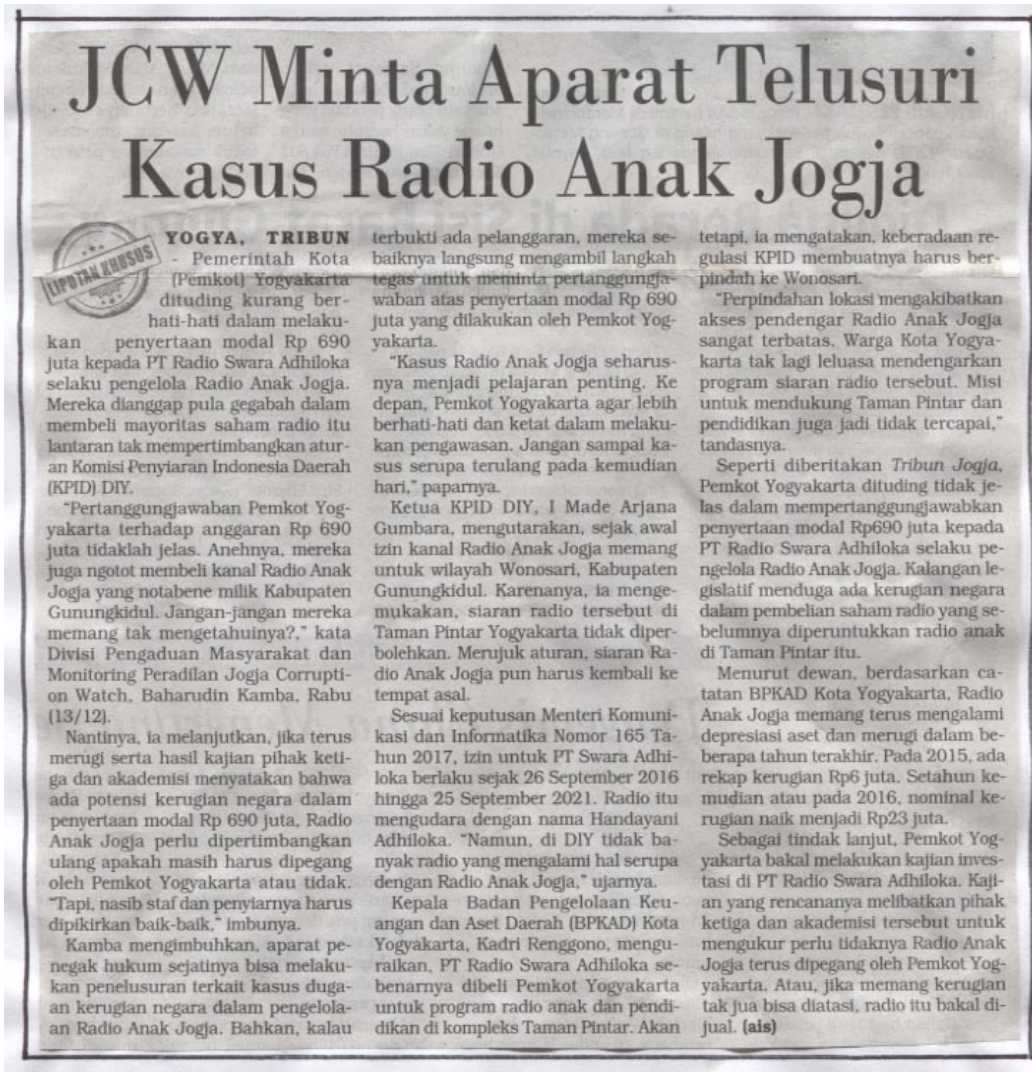 JCW Minta Aparat Telusuri
Kasus Radio Anak Jogja
LIPUTAN KHUSUS
YOGYA, TRIBUN
- Pemerintah Kota
(Pemkot) Yogyakarta
dituding kurang ber-
hati-hati dalam melaku-
kan penyertaan modal Rp 690
juta kepada PT Radio Swara Adhiloka
selaku pengelola Radio Anak Jogja.
Mereka dianggap pula gegabah dalam
membeli mayoritas saham radio itu
lantaran tak mempertimbangkan atur-
an Komisi Penyiaran Indonesia Daerah
(KPID) DIY.
"Pertanggungjawaban Pemkot Yog-
yakarta terhadap anggaran Rp 690
juta tidaklah jelas. Anehnya, mereka
juga ngotot membeli kanal Radio Anak
Jogja yang notabene milik Kabupaten
Gunungkidul. Jangan-jangan mereka
memang tak mengetahuinya?," kata
Divisi Pengaduan Masyarakat dan
Monitoring Peradilan Jogja Corrupti-
on Watch, Baharudin Kamba, Rabu
(13/12).
Nantinya, ia melanjutkan, jika terus
merugi serta hasil kajian pihak keti-
ga dan akademisi menyatakan bahwa
ada potensi kerugian negara dalam
penyertaan modal Rp 690 juta, Radio
Anak Jogja perlu dipertimbangkan
ulang apakah masih harus dipegang
oleh Pemkot Yogyakarta atau tidak.
"Tapi, nasib staf dan penyiarnya harus
dipikirkan baik-baik," imbunya.
Kamba mengimbuhkan, aparat pe-
negak hukum sejatinya bisa melaku-
kan penelusuran terkait kasus duga-
an kerugian negara dalam pengelola-
an Radio Anak Jogja. Bahkan, kalau
terbukti ada pelanggaran, mereka se-
baiknya langsung mengambil langkah
tegas untuk meminta pertanggungja-
waban atas penyertaan modal Rp 690
juta yang dilakukan oleh Pemkot Yog-
yakarta.
"Kasus Radio Anak Jogja seharus-
nya menjadi pelajaran penting. Ke
depan, Pemkot Yogyakarta agar lebih
berhati-hati dan ketat dalam melaku-
kan pengawasan. Jangan sampai ka-
sus serupa terulang pada kemudian
hari," paparnya.
Ketua KPID DIY, I Made Arjana
Gumbara, mengutarakan, sejak awal
izin kanal Radio Anak Jogja memang
untuk wilayah Wonosari, Kabupaten
Gunungkidul. Karenanya, ia menge-
mukakan, siaran radio tersebut di
Taman Pintar Yogyakarta tidak diper-
bolehkan. Merujuk aturan, siaran Ra-
dio Anak Jogja pun harus kembali ke
tempat asal.
Sesuai keputusan Menteri Komuni-
kasi dan Informatika Nomor 165 Ta-
hun 2017, izin untuk PT Swara Adhi-
loka berlaku sejak 26 September 2016
hingga 25 September 2021. Radio itu
mengudara dengan nama Handayani
Adhiloka. "Namun, di DIY tidak ba-
nyak radio yang mengalami hal serupa
dengan Radio Anak Jogja," ujarnya.
Kepala Badan Pengelolaan Keu-
angan dan Aset Daerah (BPKAD) Kota
Yogyakarta, Kadri Renggono, mengu-
raikan, PT Radio Swara Adhiloka se-
benarnya dibeli Pemkot Yogyakarta
untuk program radio anak dan pendi-
dikan di kompleks Taman Pintar. Akan
tetapi, ia mengatakan, keberadaan re-
gulasi KPID membuatnya harus ber-
pindah ke Wonosari.
"Perpindahan lokasi mengakibatkan
akses pendengar Radio Anak Jogja
sangat terbatas. Warga Kota Yogya-
karta tak lagi leluasa mendengarkan
program siaran radio tersebut. Misi
untuk mendukung Taman Pintar dan
pendidikan juga jadi tidak tercapai,"
tandasnya.
Seperti diberitakan Tribun Jogja,
Pemkot Yogyakarta dituding tidak je-
las dalam mempertanggungjawabkan
penyertaan modal Rp690 juta kepada
PT Radio Swara Adhiloka selaku pe-
ngelola Radio Anak Jogja. Kalangan le-
gislatif menduga ada kerugian negara
dalam pembelian saham radio yang se-
belumnya diperuntukkan radio anak
di Taman Pintar itu.
Menurut dewan, berdasarkan ca-
tatan BPKAD Kota Yogyakarta, Radio
Anak Jogja memang terus mengalami
depresiasi aset dan merugi dalam be-
berapa tahun terakhir. Pada 2015, ada
rekap kerugian Rp6 juta. Setahun ke-
mudian atau pada 2016, nominal ke-
rugian naik menjadi Rp23 juta.
Sebagai tindak lanjut, Pemkot Yog-
yakarta bakal melakukan kajian inves-
tasi di PT Radio Swara Adhiloka. Kaji-
an yang rencananya melibatkan pihak
ketiga dan akademisi tersebut untuk
mengukur perlu tidaknya Radio Anak
Jogja terus dipegang oleh Pemkot Yog-
yakarta. Atau, jika memang kerugian
tak jua bisa diatasi, radio itu bakal di-
jual. (ais)